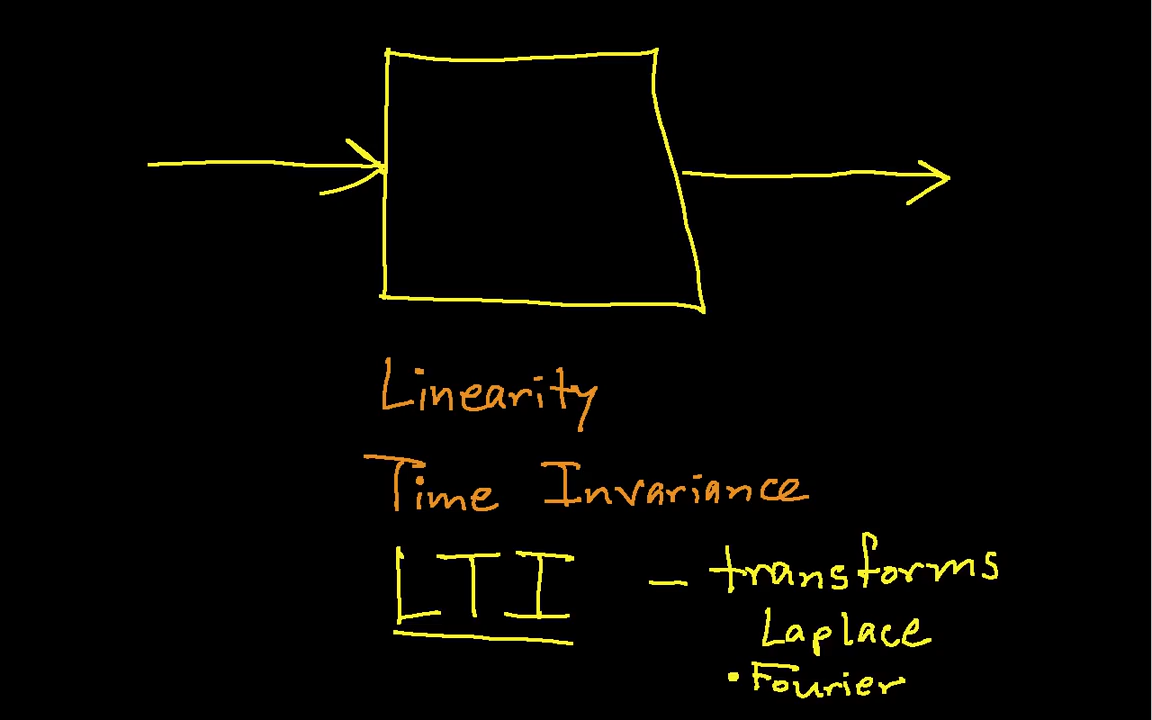 Linearity
Time Invariance
LTI - transforms
Laplace
• Fourier